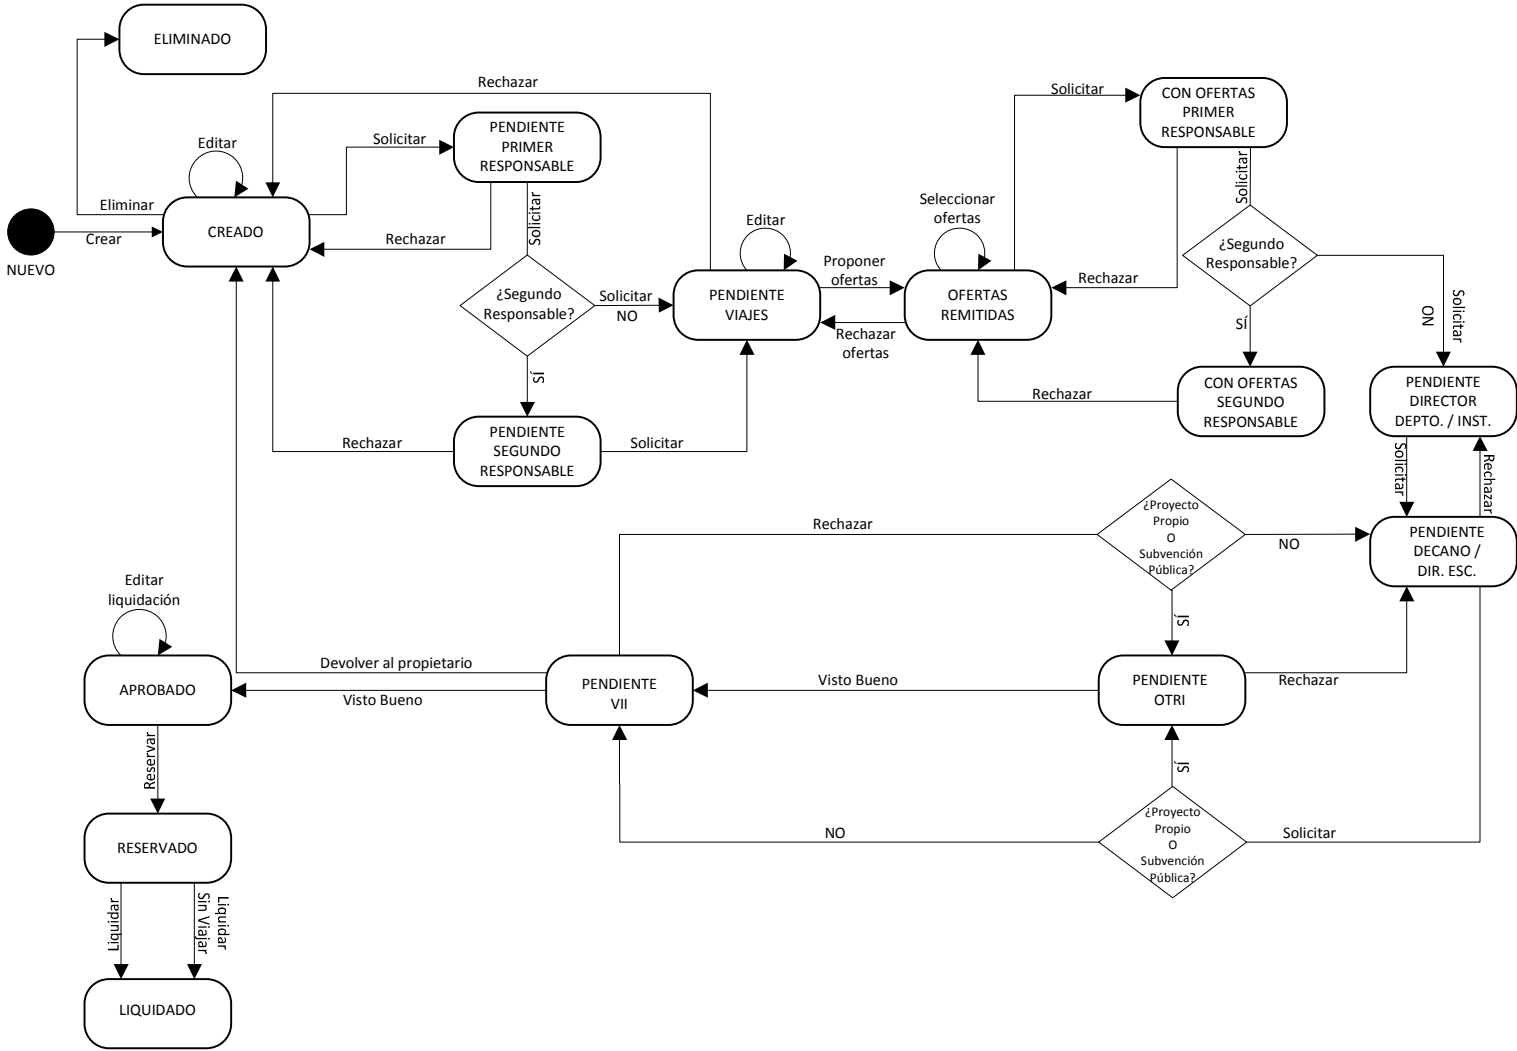 ELIMINADO
Rechazar
Solicitar
CON OFERTAS
PRIMER
RESPONSABLE
Editar
Solicitar
PENDIENTE
PRIMER
RESPONSABLE
Solicitar
Seleccionar
ofertas
Eliminar
CREADO
Crear
NUEVO
Rechazar
Solicitar
Editar
Proponer
ofertas
Rechazar
¿Segundo
Responsable?
¿Segundo
Responsable?
Solicitar
NO
PENDIENTE
VIAJES
OFERTAS
REMITIDAS
Rechazar
ofertas
SÍ
Solicitar
NO
SÍ
CON OFERTAS
SEGUNDO
RESPONSABLE
Rechazar
PENDIENTE
DIRECTOR
DEPTO. / INST.
Rechazar
PENDIENTE
SEGUNDO
RESPONSABLE
Solicitar
Solicitar
Rechazar
¿Proyecto
Propio
O
Subvención
Pública?
Rechazar
NO
PENDIENTE
DECANO /
DIR. ESC.
Editar
liquidación
SÍ
APROBADO
Devolver al propietario
Visto Bueno
PENDIENTE
VII
Visto Bueno
PENDIENTE
OTRI
Rechazar
Reservar
SÍ
RESERVADO
NO
¿Proyecto
Propio
O
Subvención
Pública?
Solicitar
Liquidar
Liquidar
Sin Viajar
LIQUIDADO